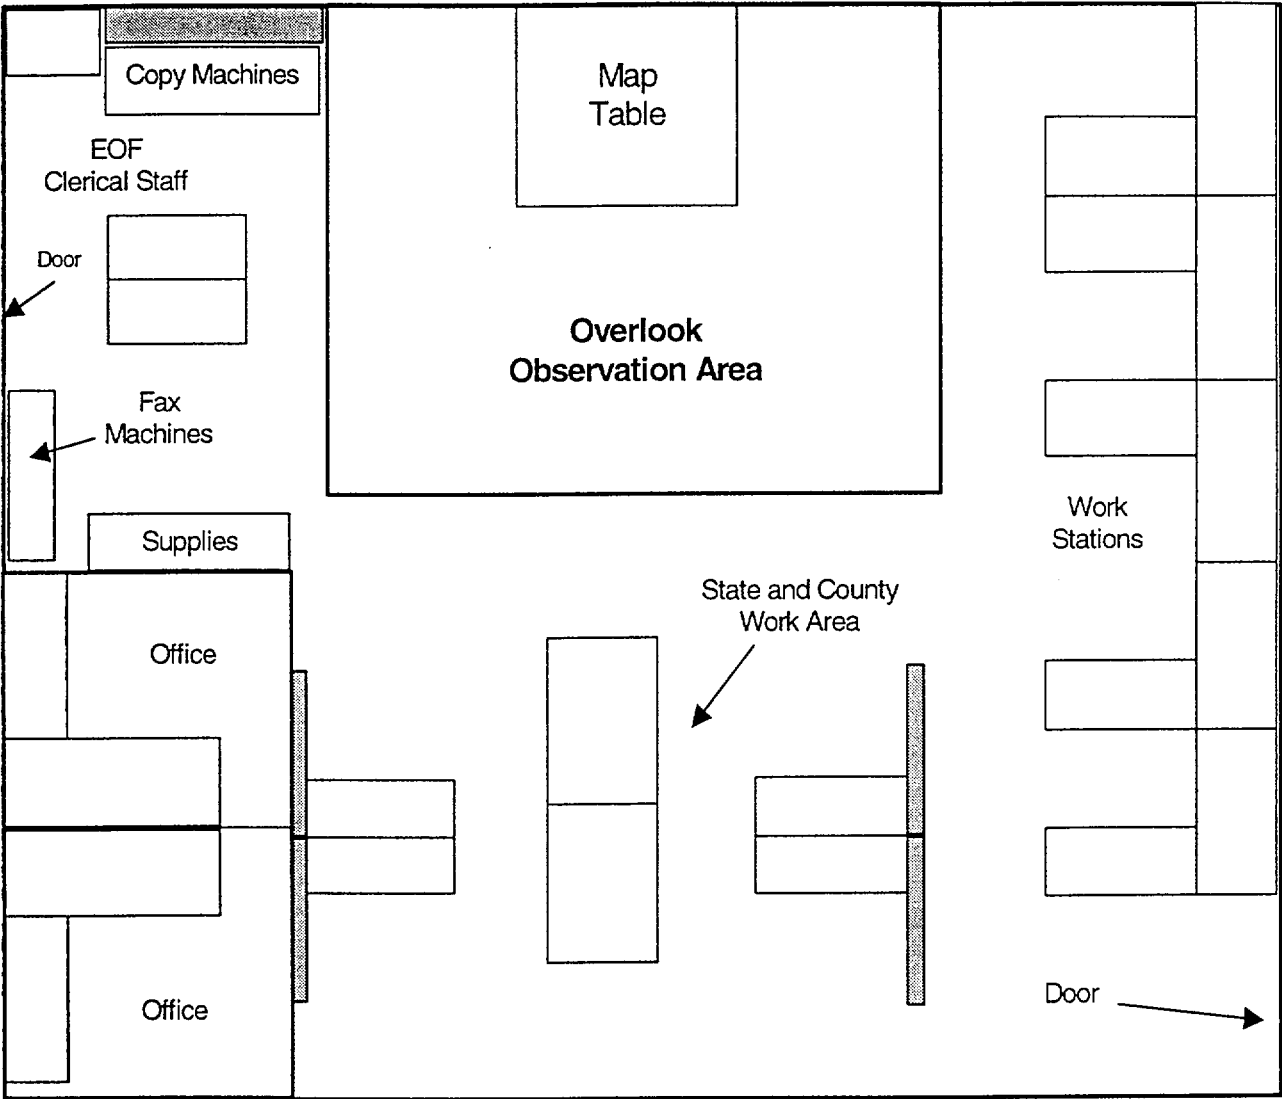 Copy Machines
Map
Table
EOF
Clerical Staff
Door
Overlook
Observation Area
Fax
Machines
Work
Stations
Supplies
State and County
Work Area
Office
Door
Office